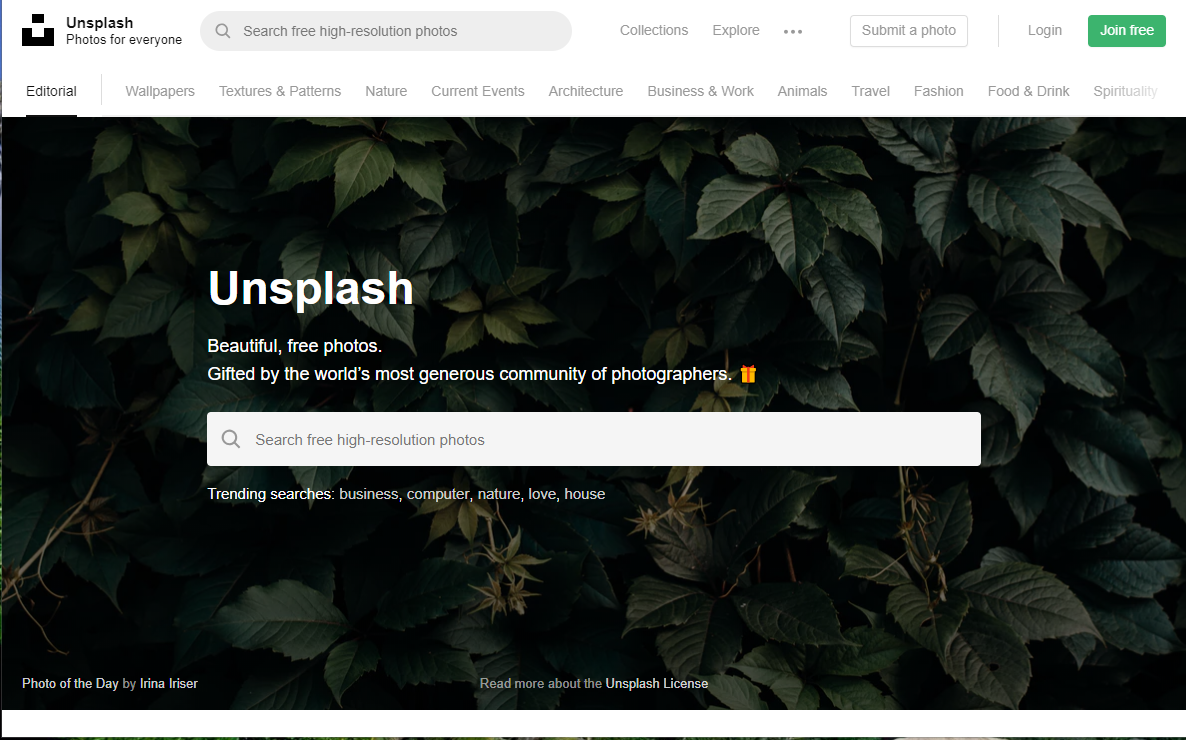 Unsplash
Photos for everyone
Search free high-resolution photos
Collections Explore Submit a photo Login Join free
Editorial Wallpapers Textures & Patterns Nature Current Events Architecture Business & Work Animals Travel Fashion Food & Drink Spirituality
Unsplash
Beautiful, free photos.
Gifted by the world’s most generous community of photographers.
Search free high-resolution photos
Trending searches: business, computer, nature, love, house
Photo of the Day by Irina Iriser
Read more about the Unsplash License